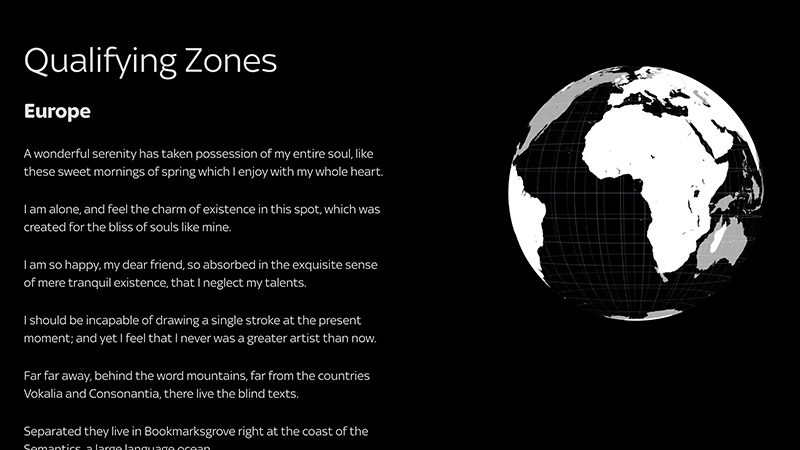 Qualifying Zones
Europe
A wonderful serenity has taken possession of my entire soul, like
these sweet mornings of spring which I enjoy with my whole heart.
I am alone, and feel the charm of existence in this spot, which was
created for the bliss of souls like mine.
I am so happy, my dear friend, so absorbed in the exquisite sense
of mere tranquil existence, that I neglect my talents.
I should be incapable of drawing a single stroke at the present
moment; and yet I feel that I never was a greater artist than now.
Far far away, behind the word mountains, far from the countries
Vokalia and Consonantia, there live the blind texts.
Separated they live in Bookmarksgrove right at the coast of the
Semantics, a large language ocean.